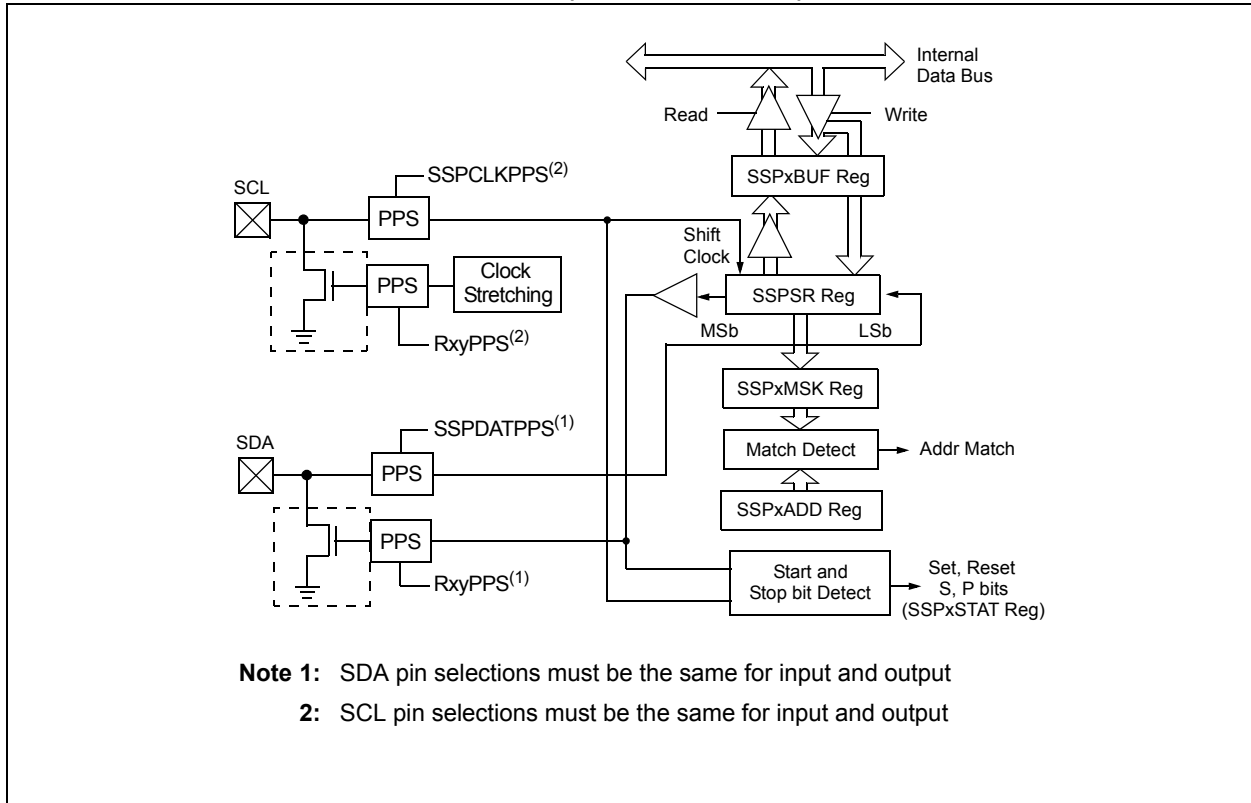 Internal
Data Bus
Read
Write
SSPxBUF Reg
SSPCLKPPS(2)
SCL
PPS
Shift
Clock
PPS
Clock
Stretching
SSPSR Reg
MSb
LSb
RxyPPS(2)
SSPxMSK Reg
SSPDATPPS(1)
SDA
PPS
Match Detect
Addr Match
SSPxADD Reg
PPS
RxyPPS(1)
Start and
Stop bit Detect
Set, Reset
S, P bits
(SSPxSTAT Reg)
Note 1: SDA pin selections must be the same for input and output
2: SCL pin selections must be the same for input and output